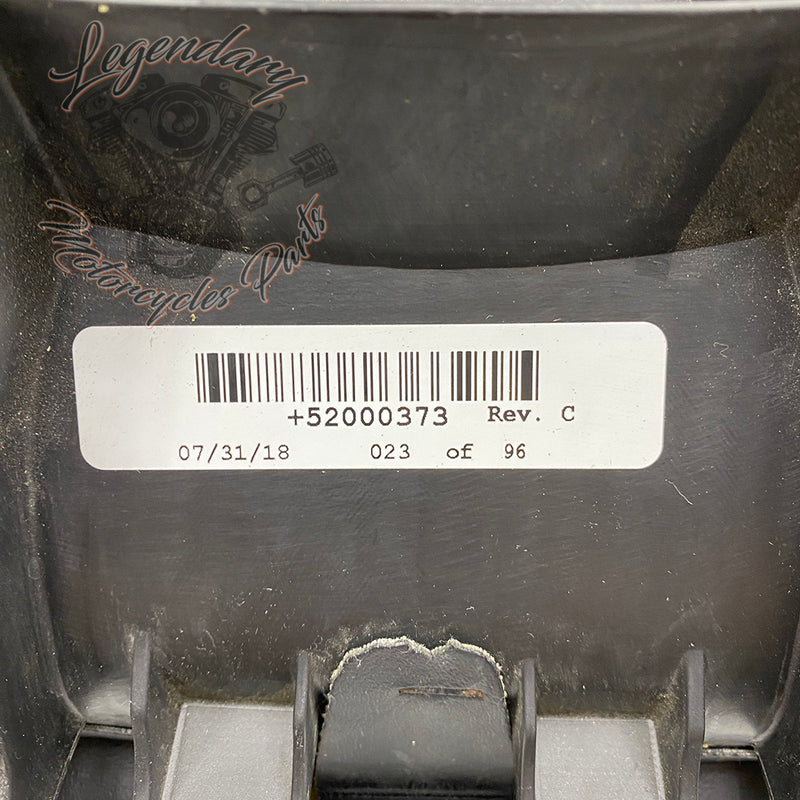 Legendary
Motorcycles Parts
+52000373 Rev. C
07/31/18 023 of 96